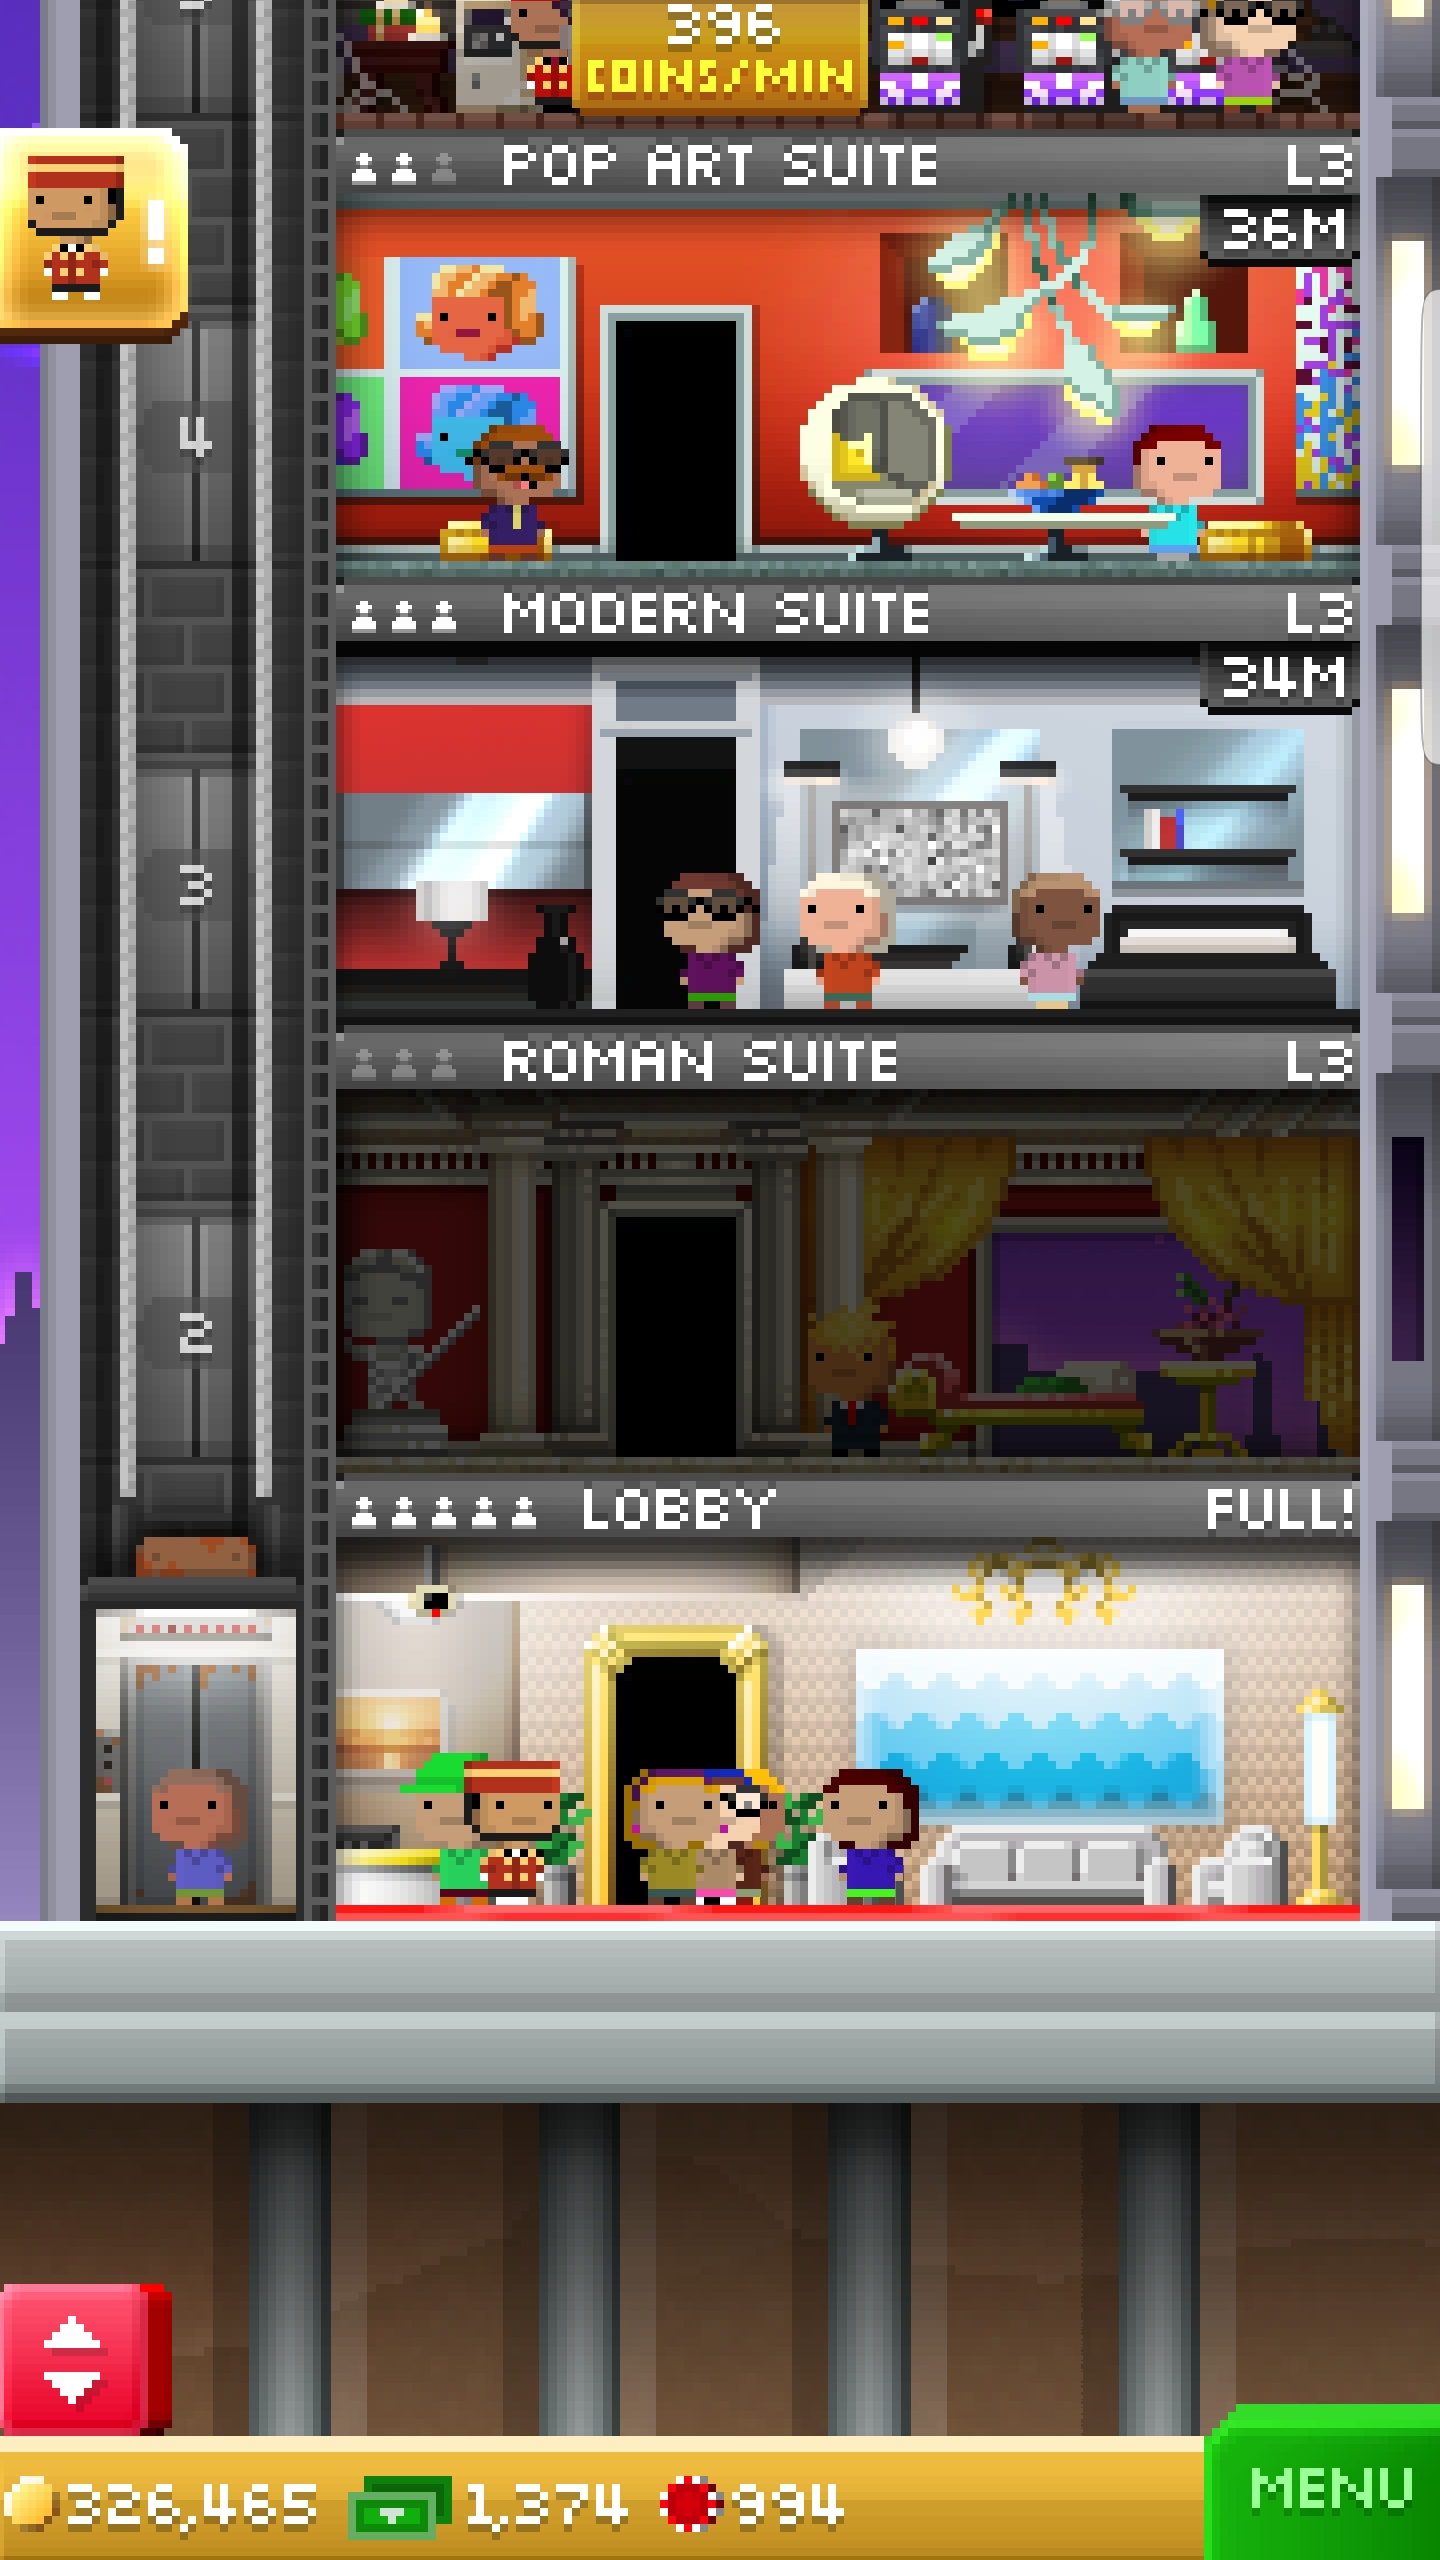 396
COINS/MIN
POP ART SUITE L3
36M
4
MODERN SUITE L3
34M
3
ROMAN SUITE L3
2
LOBBY FULL!
326,465 1,374 994
MENU